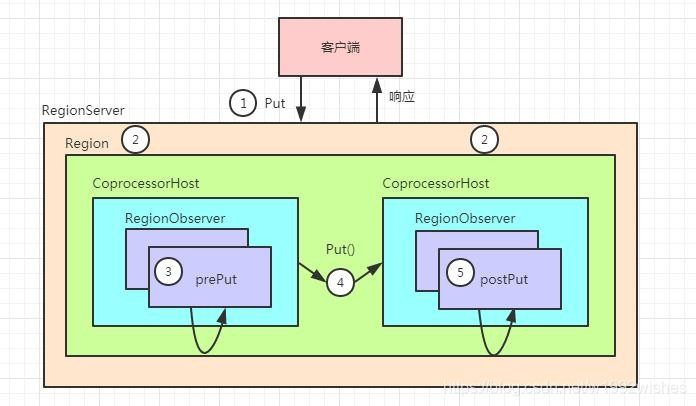 客户端
1 Put
响应
RegionServer
Region 2
2
CoprocessorHost
CoprocessorHost
RegionObserver
RegionObserver
Put()
3 prePut
4
5 postPut